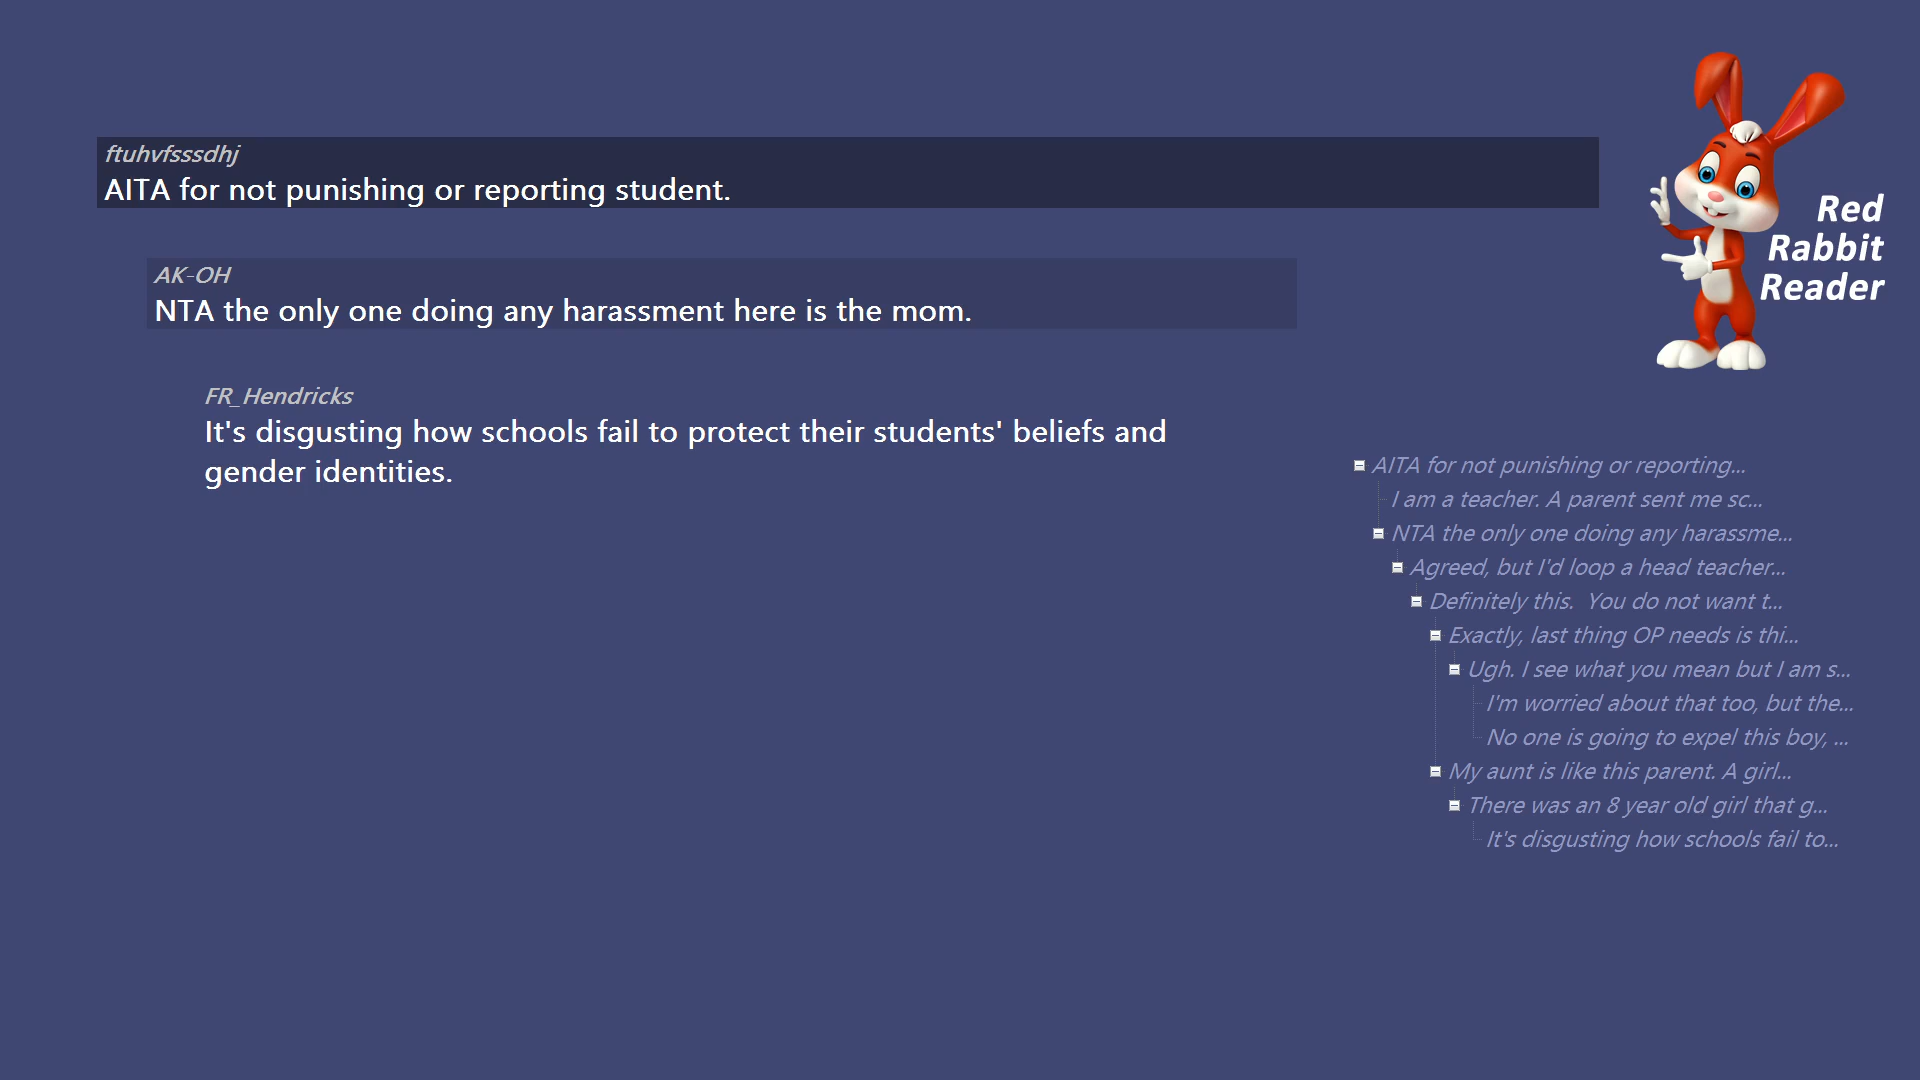 ftuhvfsssdhj
AITA for not punishing or reporting student.
AK-OH
NTA the only one doing any harassment here is the mom.
FR_Hendricks
It's disgusting how schools fail to protect their students' beliefs and
gender identities.
Red
Rabbit
Reader
AITA for not punishing or reporting...
I am a teacher. A parent sent me sc...
NTA the only one doing any harassme...
Agreed, but I'd loop a head teacher...
Definitely this.  You do not want t...
Exactly, last thing OP needs is thi...
Ugh. I see what you mean but I am s...
I'm worried about that too, but the...
No one is going to expel this boy, ...
My aunt is like this parent. A girl...
There was an 8 year old girl that g...
It's disgusting how schools fail to...